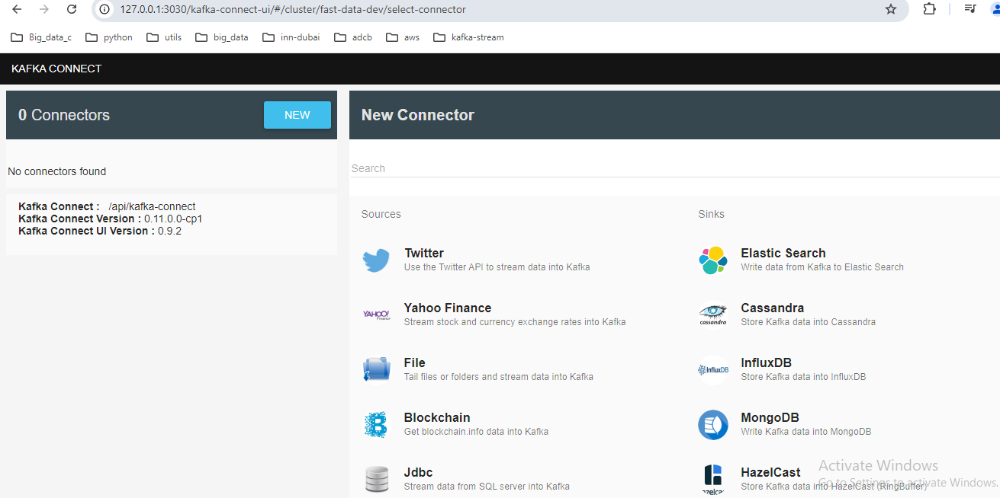 127.0.0.1:3030/kafka-connect-ui/#/cluster/fast-data-dev/select-connector
Big_data_c python utils big_data inn-dubai adcb aws kafka-stream
KAFKA CONNECT
0 Connectors
NEW
No connectors found
Kafka Connect : /api/kafka-connect
Kafka Connect Version : 0.11.0.0-cp1
Kafka Connect UI Version : 0.9.2
New Connector
Search
Sources
Twitter
Use the Twitter API to stream data into Kafka
YAHOO!
Finance
Yahoo Finance
Stream stock and currency exchange rates into Kafka
File
Tail files or folders and stream data into Kafka
Blockchain
Get blockchain.info data into Kafka
Jdbc
Stream data from SQL server into Kafka
Sinks
Elastic Search
Write data from Kafka to Elastic Search
cassandra
Cassandra
Store Kafka data into Cassandra
InfluxDB
InfluxDB
Store Kafka data into InfluxDB
MongoDB
Write Kafka data into MongoDB
HazelCast
Store Kafka data into HazelCast (RingBuffer)
Activate Windows
Go to Settings to activate Windows.